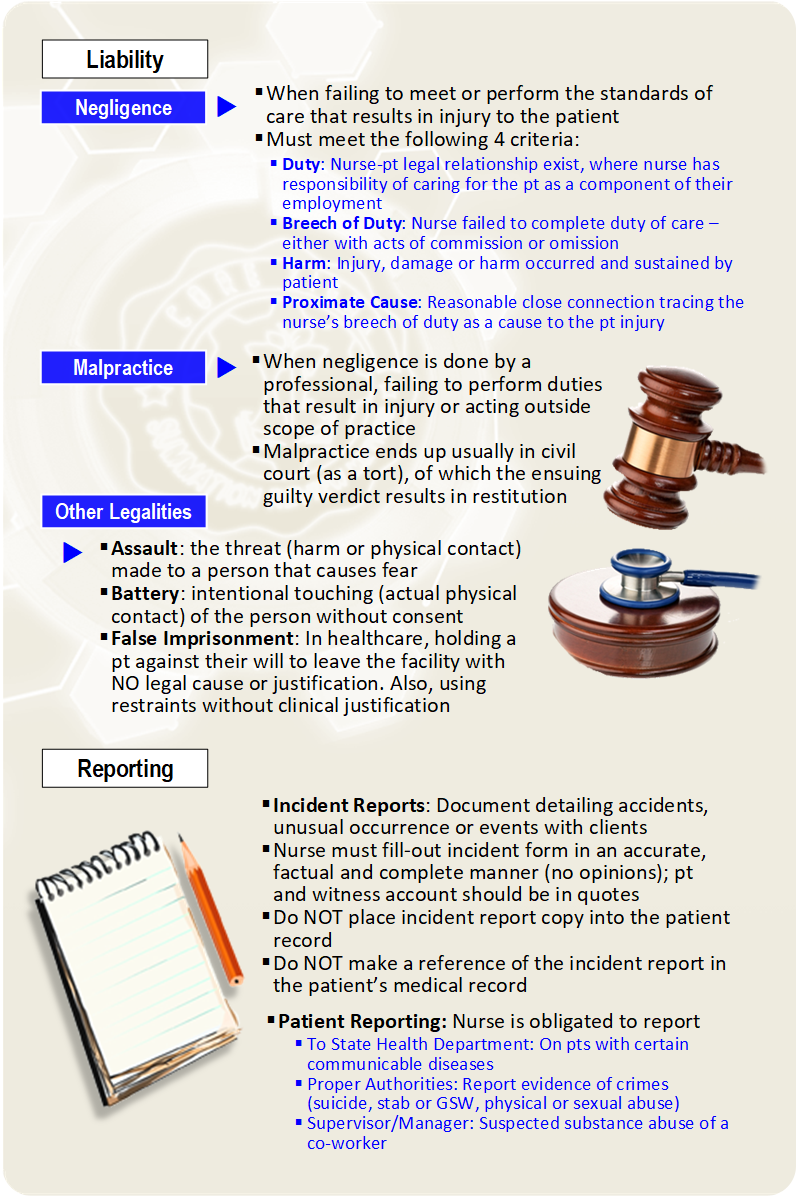 Liability
Negligence
▪ When failing to meet or perform the standards of
care that results in injury to the patient
▪ Must meet the following 4 criteria:
▪ Duty: Nurse-pt legal relationship exist, where nurse has
responsibility of caring for the pt as a component of their
employment
▪ Breech of Duty: Nurse failed to complete duty of care –
either with acts of commission or omission
▪ Harm: Injury, damage or harm occurred and sustained by
patient
▪ Proximate Cause: Reasonable close connection tracing the
nurse’s breech of duty as a cause to the pt injury
Malpractice
▪ When negligence is done by a
professional, failing to perform duties
that result in injury or acting outside
scope of practice
▪ Malpractice ends up usually in civil
court (as a tort), of which the ensuing
guilty verdict results in restitution
Other Legalities
▪ Assault: the threat (harm or physical contact)
made to a person that causes fear
▪ Battery: intentional touching (actual physical
contact) of the person without consent
▪ False Imprisonment: In healthcare, holding a
pt against their will to leave the facility with
NO legal cause or justification. Also, using
restraints without clinical justification
Reporting
▪ Incident Reports: Document detailing accidents,
unusual occurrence or events with clients
▪ Nurse must fill-out incident form in an accurate,
factual and complete manner (no opinions); pt
and witness account should be in quotes
▪ Do NOT place incident report copy into the patient
record
▪ Do NOT make a reference of the incident report in
the patient’s medical record
▪ Patient Reporting: Nurse is obligated to report
▪ To State Health Department: On pts with certain
communicable diseases
▪ Proper Authorities: Report evidence of crimes
(suicide, stab or GSW, physical or sexual abuse)
▪ Supervisor/Manager: Suspected substance abuse of a
co-worker